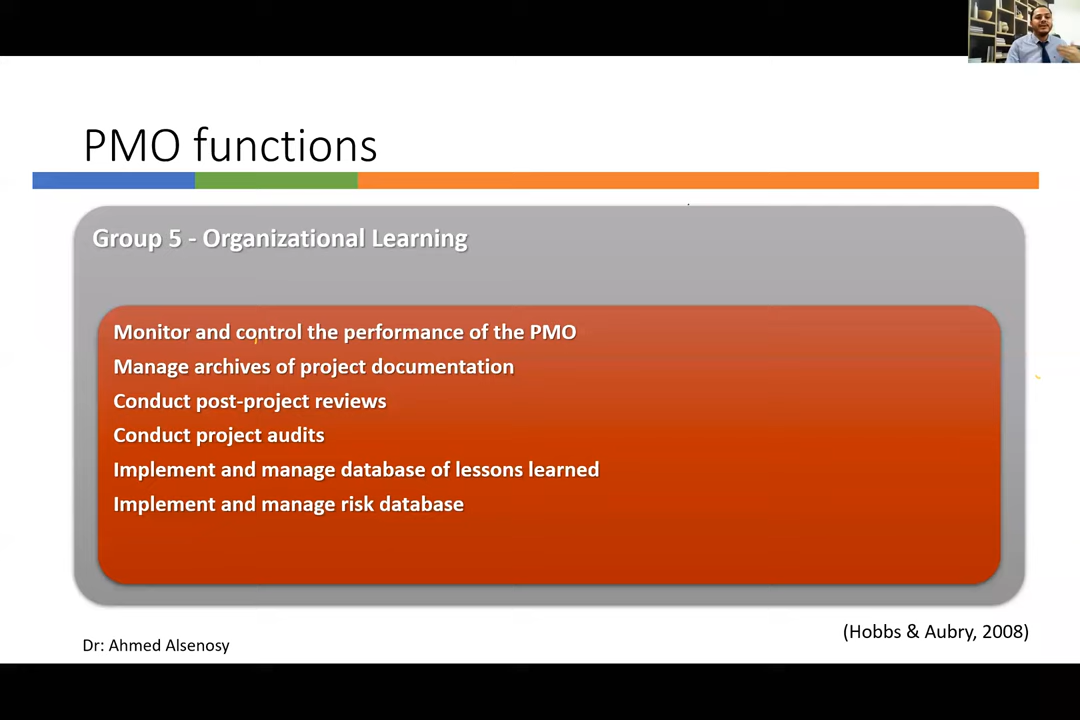 PMO functions
Group 5 - Organizational Learning
Monitor and control the performance of the PMO
Manage archives of project documentation
Conduct post-project reviews
Conduct project audits
Implement and manage database of lessons learned
Implement and manage risk database
(Hobbs & Aubry, 2008)
Dr: Ahmed Alsenosy